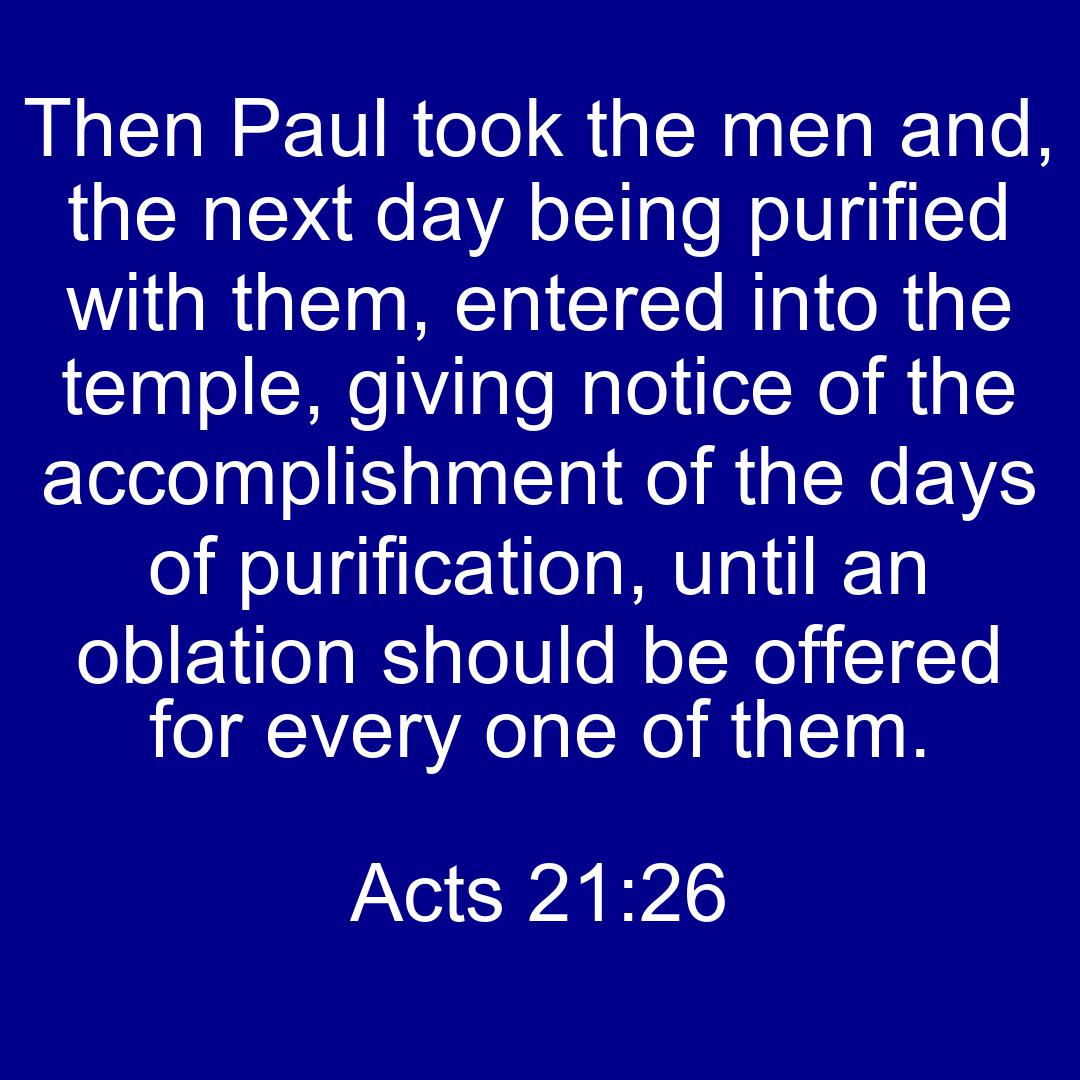 Then Paul took the men and,
the next day being purified
with them, entered into the
temple, giving notice of the
accomplishment of the days
of purification, until an
oblation should be offered
for every one of them.
Acts 21:26